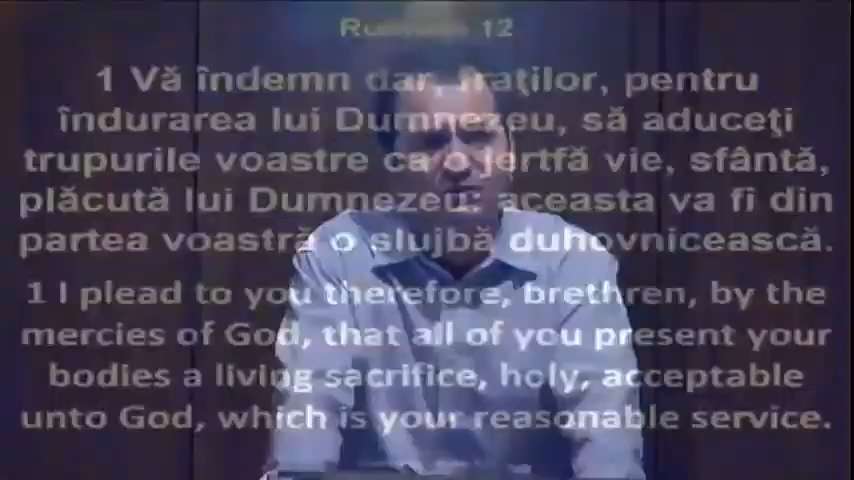 12
1 Vă îndemn dar, fraţilor, pentru
îndurarea lui Dumnezeu, să aduceţi
trupurile voastre ca o jertfă vie, sfântă,
plăcută lui Dumnezeu: aceasta va fi din
partea voastră o slujbă duhovnicească.
1 I plead to you therefore, brethren, by the
mercies of God, that all of you present your
bodies a living sacrifice, holy, acceptable
unto God, which is your reasonable service.